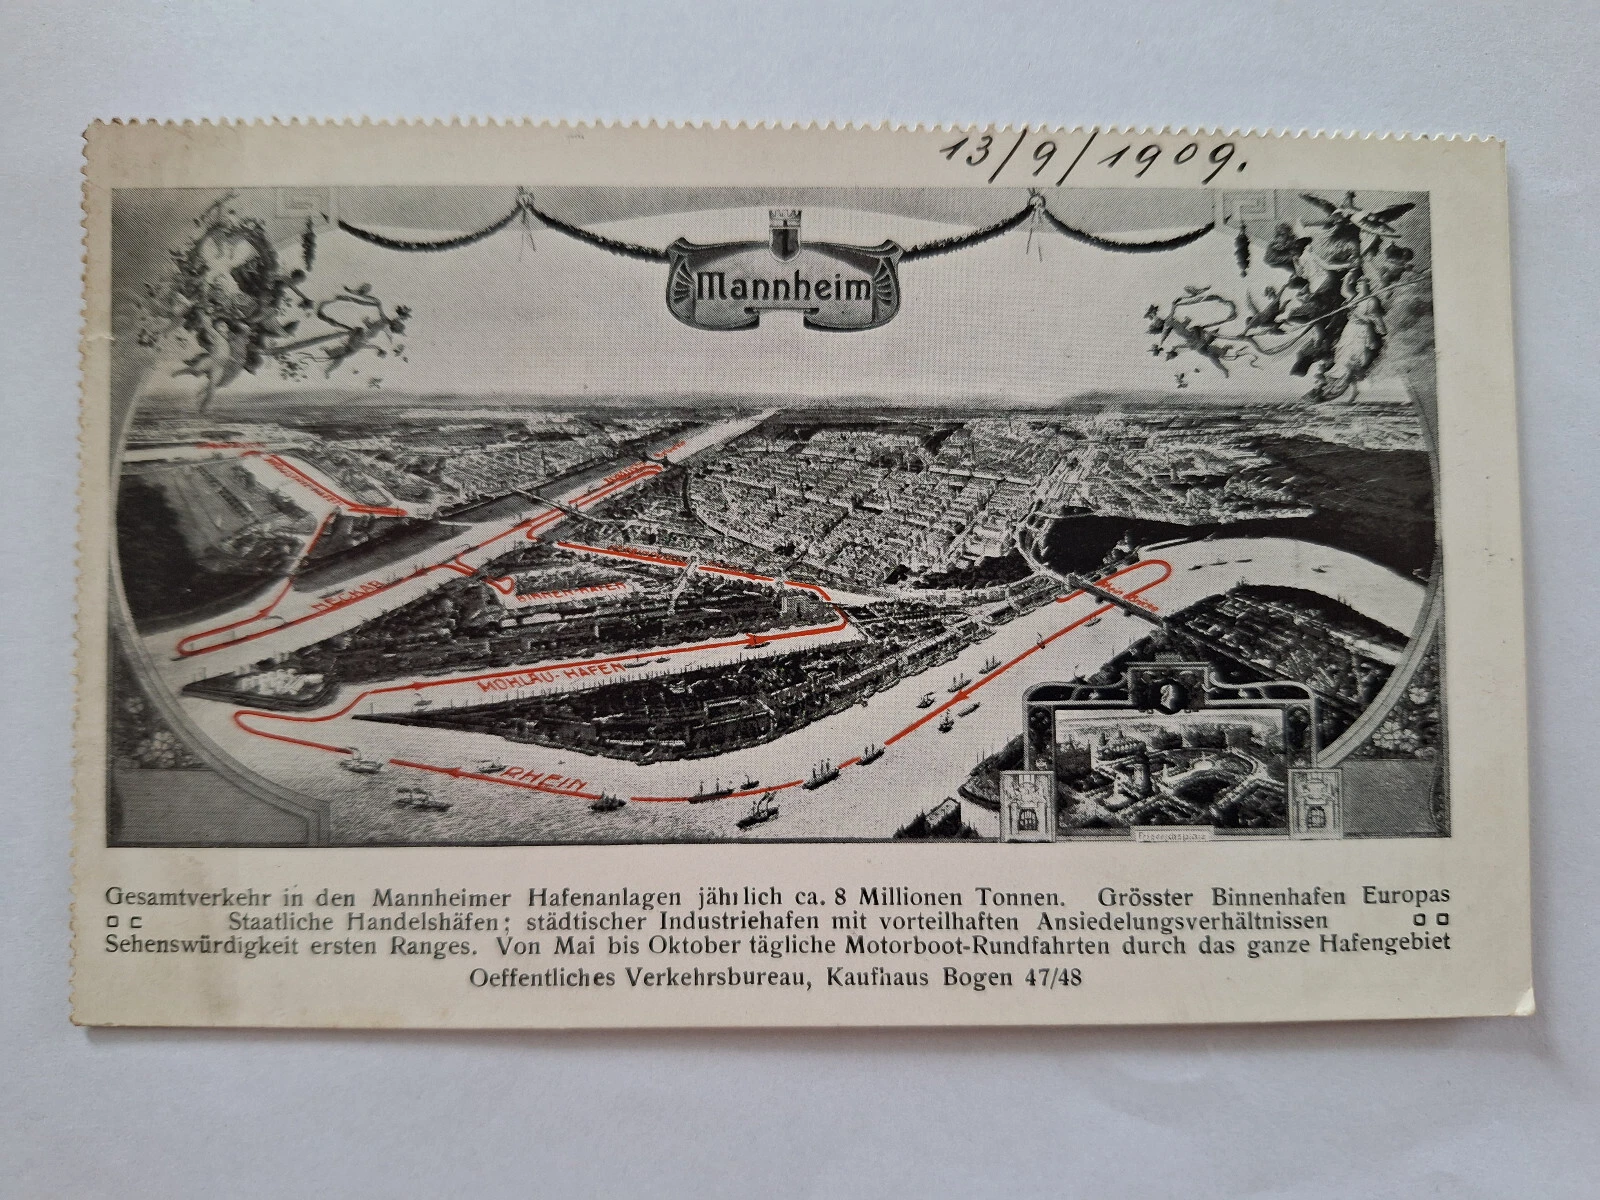 13/9/1909.
Mannheim
NECKAR
BINNEN-HAFEN
MÜHLAU-HAFEN
RHEIN
Friedrichsplatz
Gesamtverkehr in den Mannheimer Hafenanlagen jährlich ca. 8 Millionen Tonnen. Grösster Binnenhafen Europas
Staatliche Handelshäfen; städtischer Industriehafen mit vorteilhaften Ansiedelungsverhältnissen
Sehenswürdigkeit ersten Ranges. Von Mai bis Oktober tägliche Motorboot-Rundfahrten durch das ganze Hafengebiet
Oeffentliches Verkehrsbureau, Kaufhaus Bogen 47/48